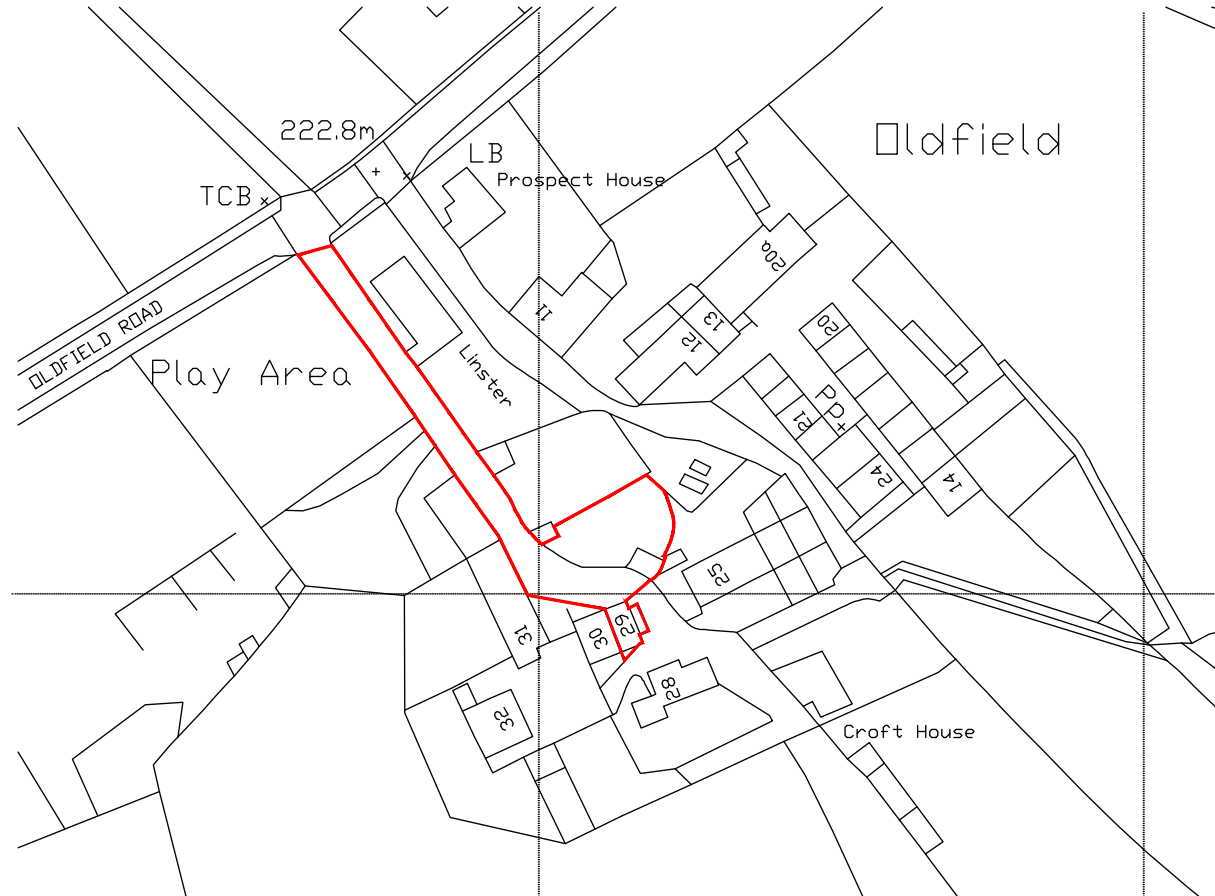 222.8m
LB
Prospect House
Oldfield
TCB
20a
11
13
12
20
OLDFIELD ROAD
Play Area
Linster
PP
21
24
14
25
31
30
29
28
32
Croft House